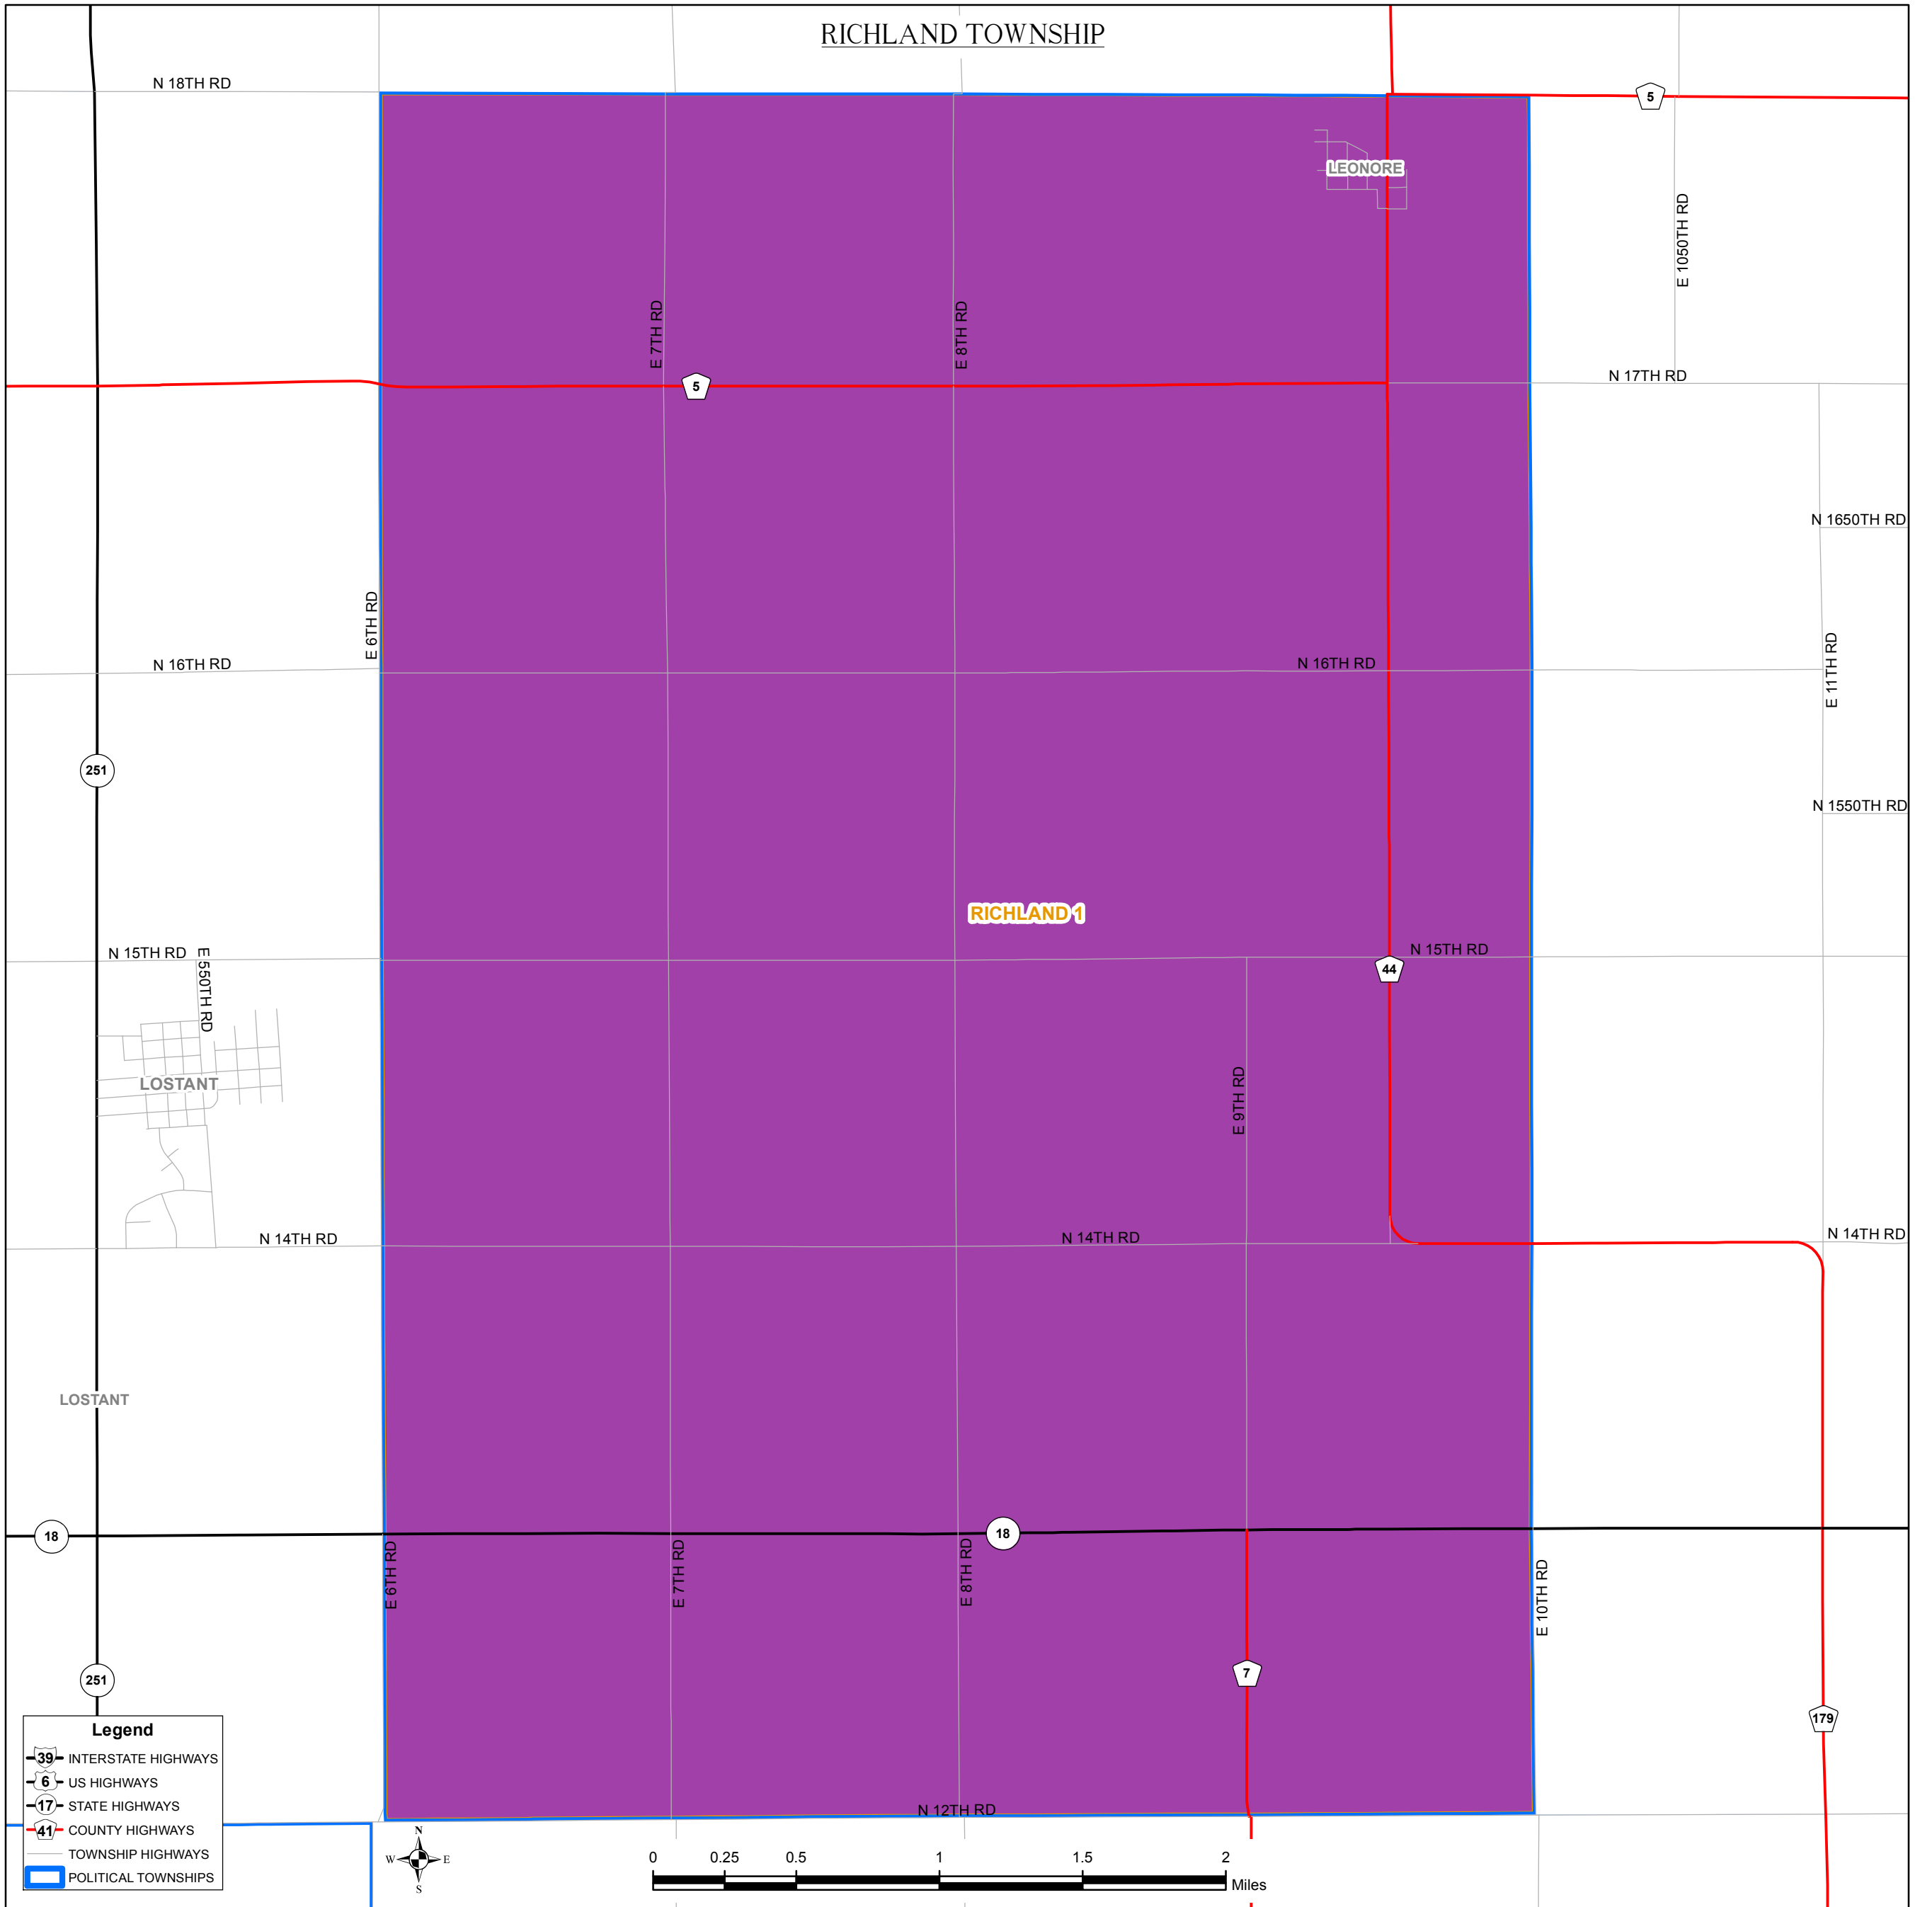 RICHLAND TOWNSHIP
N 18TH RD
5
LEONORE
E 1050TH RD
E 7TH RD
E 8TH RD
5
N 17TH RD
N 1650TH RD
E 6TH RD
N 16TH RD
N 16TH RD
E 11TH RD
251
N 1550TH RD
RICHLAND 1
N 15TH RD
E 550TH RD
N 15TH RD
44
LOSTANT
E 9TH RD
N 14TH RD
N 14TH RD
N 14TH RD
LOSTANT
18
18
E 6TH RD
E 7TH RD
E 8TH RD
E 10TH RD
251
7
179
N 12TH RD
Legend
39 INTERSTATE HIGHWAYS
6 US HIGHWAYS
17 STATE HIGHWAYS
41 COUNTY HIGHWAYS
TOWNSHIP HIGHWAYS
POLITICAL TOWNSHIPS
N
W E
S
0 0.25 0.5 1 1.5 2
Miles